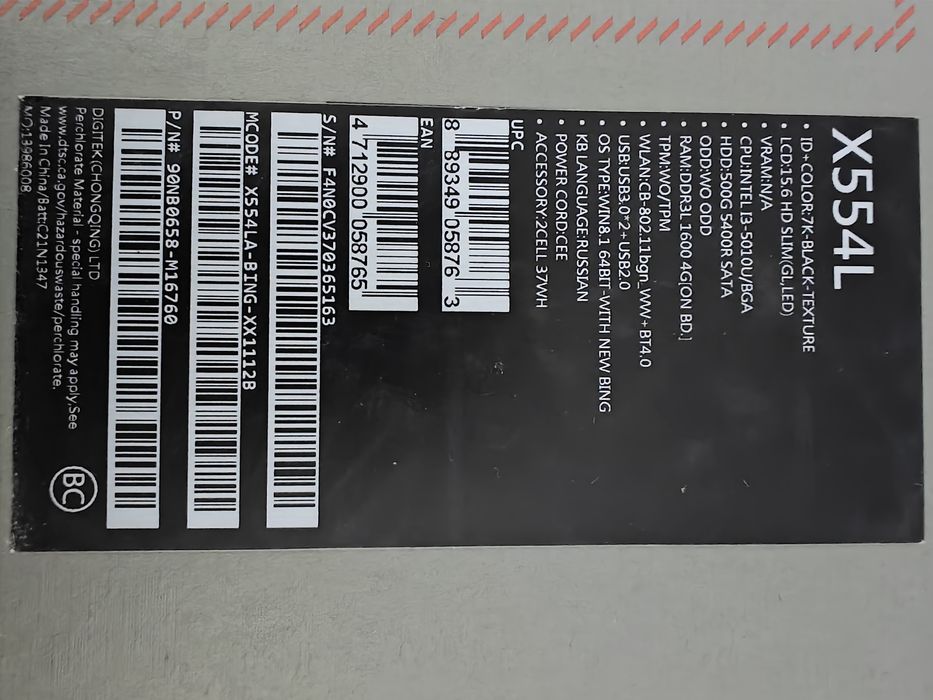 X554L
• ID+COLOR:7K-BLACK-TEXTURE
• LCD:15.6 HD SLIM(GL,LED)
• VRAM:N/A
• CPU:INTEL I3-5010U/BGA
• HDD:500G 5400R SATA
• ODD:WO ODD
• RAM:DDR3L 1600 4G[ON BD.]
• TPM:WO/TPM
• WLAN:CB-802.11bgn_WW+BT4.0
• USB:USB3.0*2+USB2.0
• OS TYPE:WIN8.1 64BIT-WITH NEW BING
• KB LANGUAGE:RUSSIAN
• POWER CORD:CEE
• ACCESSORY:2CELL 37WH
UPC
8 89349 05876 3
EAN
4 712900 058765
S/N# F4N0CV370365163
MCODE# X554LA-BING-XX1112B
P/N# 90NB0658-M16760
DIGITEK(CHONGQING) LTD
Perchlorate Material - special handling may apply.See
www.dtsc.ca.gov/hazardouswaste/perchlorate.
Made In China/Batt:C21N1347
MO:13986008
BC